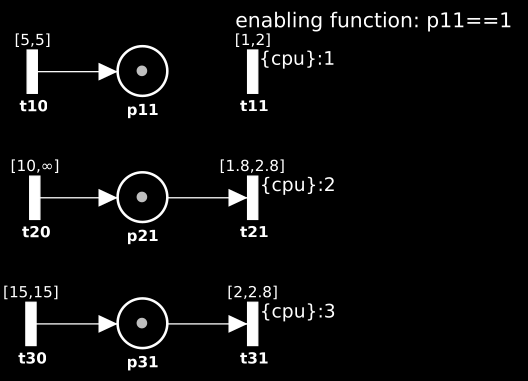 enabling function: p11==1
[5,5]
[1,2]
{cpu}:1
t10
p11
t11
[10,∞]
[1.8,2.8]
{cpu}:2
t20
p21
t21
[15,15]
[2,2.8]
{cpu}:3
t30
p31
t31